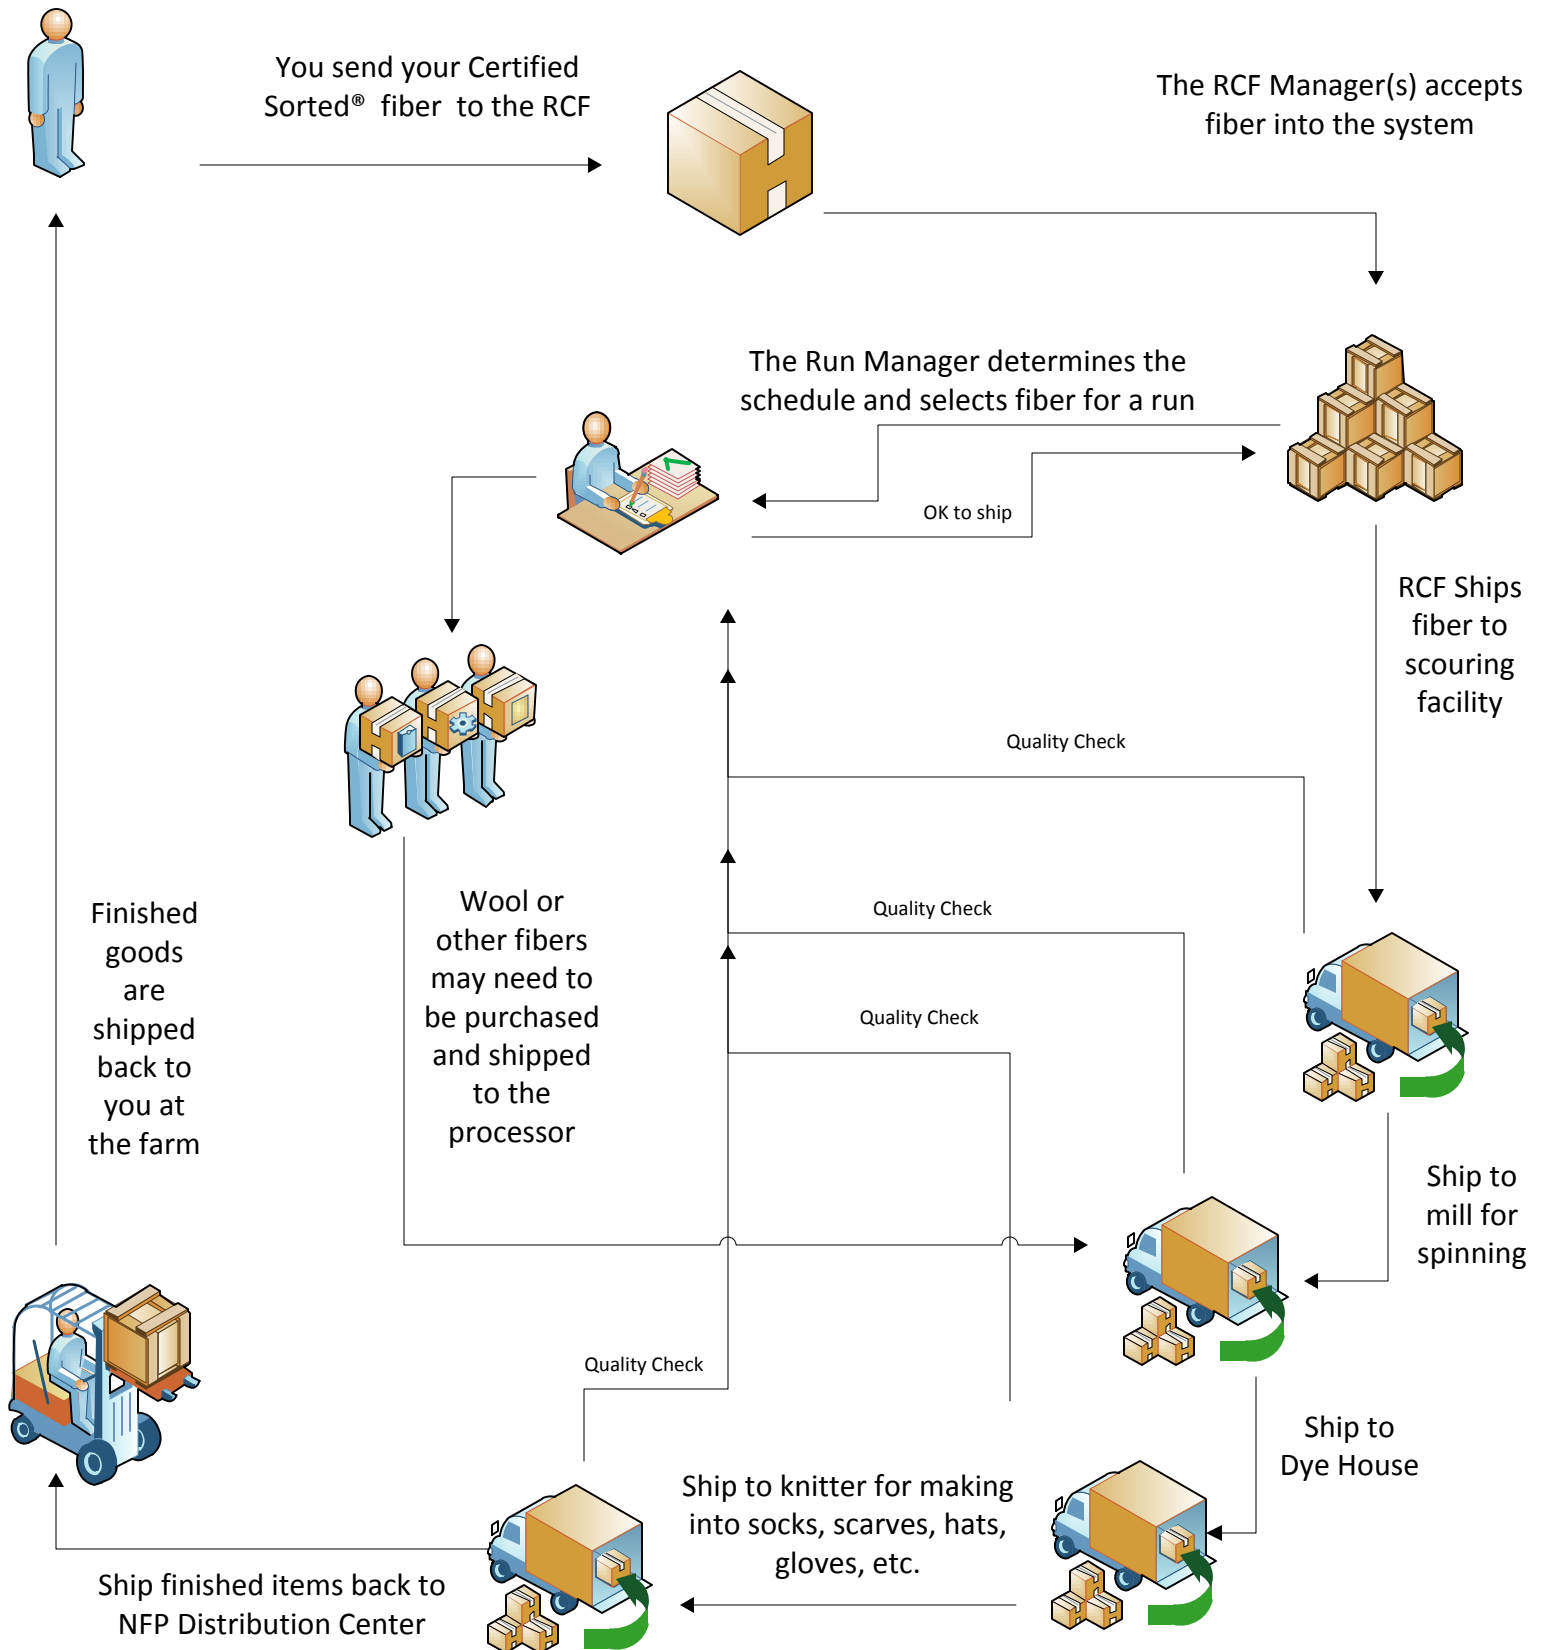 You send your Certified
Sorted® fiber to the RCF
The RCF Manager(s) accepts
fiber into the system
The Run Manager determines the
schedule and selects fiber for a run
OK to ship
RCF Ships
fiber to
scouring
facility
Quality Check
Finished
goods
are
shipped
back to
you at
the farm
Wool or
other fibers
may need to
be purchased
and shipped
to the
processor
Quality Check
Quality Check
Ship to
mill for
spinning
Quality Check
Ship to
Dye House
Ship to knitter for making
into socks, scarves, hats,
gloves, etc.
Ship finished items back to
NFP Distribution Center